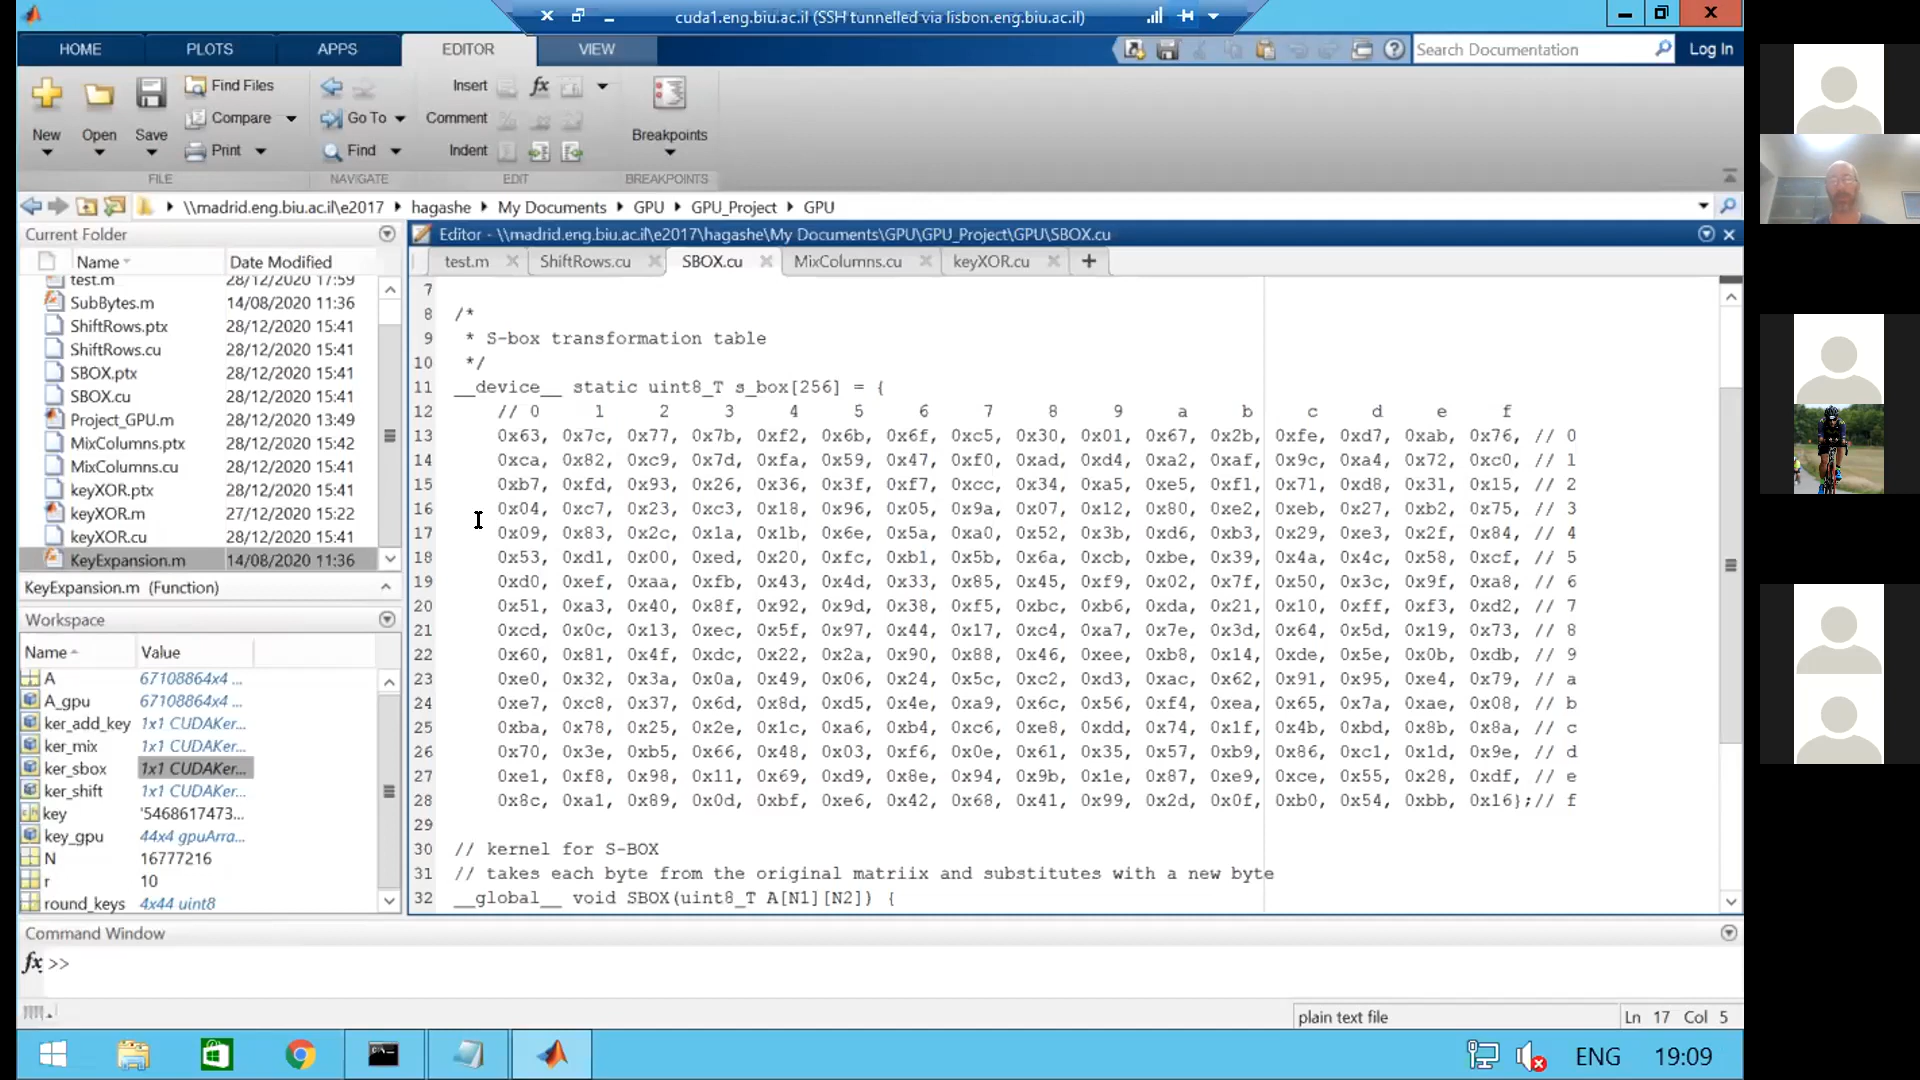 cuda1.eng.biu.ac.il (SSH tunnelled via lisbon.eng.biu.ac.il)
HOME PLOTS APPS EDITOR VIEW
Search Documentation
Log In
New
Open
Save
Find Files
Compare
Print
FILE
Go To
Find
NAVIGATE
Insert fx
Comment
Indent
EDIT
Breakpoints
BREAKPOINTS
\\madrid.eng.biu.ac.il\e2017 hagashe My Documents GPU GPU_Project GPU
Current Folder
Name Date Modified
test.m 28/12/2020 17:59
SubBytes.m 14/08/2020 11:36
ShiftRows.ptx 28/12/2020 15:41
ShiftRows.cu 28/12/2020 15:41
SBOX.ptx 28/12/2020 15:41
SBOX.cu 28/12/2020 15:41
Project_GPU.m 28/12/2020 13:49
MixColumns.ptx 28/12/2020 15:42
MixColumns.cu 28/12/2020 15:41
keyXOR.ptx 28/12/2020 15:41
keyXOR.m 27/12/2020 15:22
keyXOR.cu 28/12/2020 15:41
KeyExpansion.m 14/08/2020 11:36
KeyExpansion.m (Function)
Workspace
Name Value
A 67108864x4 ...
A_gpu 67108864x4 ...
ker_add_key 1x1 CUDAKer...
ker_mix 1x1 CUDAKer...
ker_sbox 1x1 CUDAKer...
ker_shift 1x1 CUDAKer...
key '5468617473...
key_gpu 44x4 gpuArra...
N 16777216
r 10
round_keys 4x44 uint8
Editor - \\madrid.eng.biu.ac.il\e2017\hagashe\My Documents\GPU\GPU_Project\GPU\SBOX.cu
test.m ShiftRows.cu SBOX.cu MixColumns.cu keyXOR.cu
7
8 /*
9 * S-box transformation table
10 */
11 __device__ static uint8_T s_box[256] = {
12 // 0 1 2 3 4 5 6 7 8 9 a b c d e f
13 0x63, 0x7c, 0x77, 0x7b, 0xf2, 0x6b, 0x6f, 0xc5, 0x30, 0x01, 0x67, 0x2b, 0xfe, 0xd7, 0xab, 0x76, // 0
14 0xca, 0x82, 0xc9, 0x7d, 0xfa, 0x59, 0x47, 0xf0, 0xad, 0xd4, 0xa2, 0xaf, 0x9c, 0xa4, 0x72, 0xc0, // 1
15 0xb7, 0xfd, 0x93, 0x26, 0x36, 0x3f, 0xf7, 0xcc, 0x34, 0xa5, 0xe5, 0xf1, 0x71, 0xd8, 0x31, 0x15, // 2
16 0x04, 0xc7, 0x23, 0xc3, 0x18, 0x96, 0x05, 0x9a, 0x07, 0x12, 0x80, 0xe2, 0xeb, 0x27, 0xb2, 0x75, // 3
17 0x09, 0x83, 0x2c, 0x1a, 0x1b, 0x6e, 0x5a, 0xa0, 0x52, 0x3b, 0xd6, 0xb3, 0x29, 0xe3, 0x2f, 0x84, // 4
18 0x53, 0xd1, 0x00, 0xed, 0x20, 0xfc, 0xb1, 0x5b, 0x6a, 0xcb, 0xbe, 0x39, 0x4a, 0x4c, 0x58, 0xcf, // 5
19 0xd0, 0xef, 0xaa, 0xfb, 0x43, 0x4d, 0x33, 0x85, 0x45, 0xf9, 0x02, 0x7f, 0x50, 0x3c, 0x9f, 0xa8, // 6
20 0x51, 0xa3, 0x40, 0x8f, 0x92, 0x9d, 0x38, 0xf5, 0xbc, 0xb6, 0xda, 0x21, 0x10, 0xff, 0xf3, 0xd2, // 7
21 0xcd, 0x0c, 0x13, 0xec, 0x5f, 0x97, 0x44, 0x17, 0xc4, 0xa7, 0x7e, 0x3d, 0x64, 0x5d, 0x19, 0x73, // 8
22 0x60, 0x81, 0x4f, 0xdc, 0x22, 0x2a, 0x90, 0x88, 0x46, 0xee, 0xb8, 0x14, 0xde, 0x5e, 0x0b, 0xdb, // 9
23 0xe0, 0x32, 0x3a, 0x0a, 0x49, 0x06, 0x24, 0x5c, 0xc2, 0xd3, 0xac, 0x62, 0x91, 0x95, 0xe4, 0x79, // a
24 0xe7, 0xc8, 0x37, 0x6d, 0x8d, 0xd5, 0x4e, 0xa9, 0x6c, 0x56, 0xf4, 0xea, 0x65, 0x7a, 0xae, 0x08, // b
25 0xba, 0x78, 0x25, 0x2e, 0x1c, 0xa6, 0xb4, 0xc6, 0xe8, 0xdd, 0x74, 0x1f, 0x4b, 0xbd, 0x8b, 0x8a, // c
26 0x70, 0x3e, 0xb5, 0x66, 0x48, 0x03, 0xf6, 0x0e, 0x61, 0x35, 0x57, 0xb9, 0x86, 0xc1, 0x1d, 0x9e, // d
27 0xe1, 0xf8, 0x98, 0x11, 0x69, 0xd9, 0x8e, 0x94, 0x9b, 0x1e, 0x87, 0xe9, 0xce, 0x55, 0x28, 0xdf, // e
28 0x8c, 0xa1, 0x89, 0x0d, 0xbf, 0xe6, 0x42, 0x68, 0x41, 0x99, 0x2d, 0x0f, 0xb0, 0x54, 0xbb, 0x16};// f
29
30 // kernel for S-BOX
31 // takes each byte from the original matriix and substitutes with a new byte
32 __global__ void SBOX(uint8_T A[N1][N2]) {
Command Window
fx >>
plain text file
Ln 17 Col 5
ENG 19:09